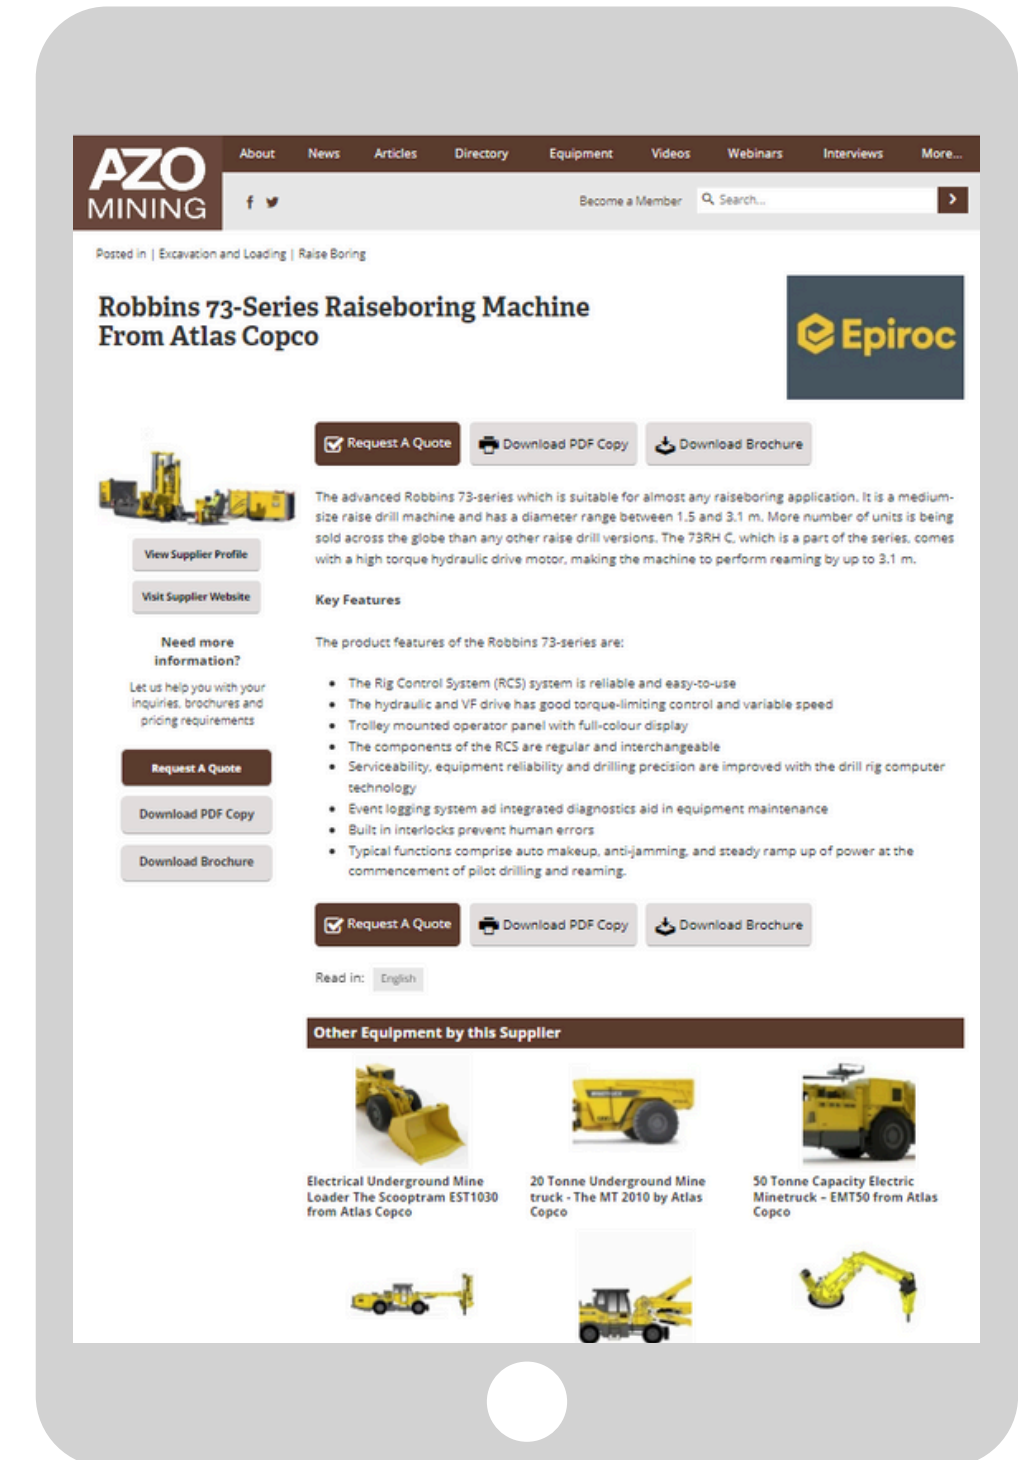 AZO
MINING
About News Articles Directory Equipment Videos Webinars Interviews More...
Become a Member Search...
Posted in | Excavation and Loading | Raise Boring
Robbins 73-Series Raiseboring Machine
From Atlas Copco
Epiroc
Request A Quote Download PDF Copy Download Brochure
The advanced Robbins 73-series which is suitable for almost any raiseboring application. It is a medium-
size raise drill machine and has a diameter range between 1.5 and 3.1 m. More number of units is being
sold across the globe than any other raise drill versions. The 73RH C, which is a part of the series, comes
with a high torque hydraulic drive motor, making the machine to perform reaming by up to 3.1 m.
View Supplier Profile
Visit Supplier Website
Need more
information?
Let us help you with your
inquiries, brochures and
pricing requirements
Request A Quote
Download PDF Copy
Download Brochure
Key Features
The product features of the Robbins 73-series are:
• The Rig Control System (RCS) system is reliable and easy-to-use
• The hydraulic and VF drive has good torque-limiting control and variable speed
• Trolley mounted operator panel with full-colour display
• The components of the RCS are regular and interchangeable
• Serviceability, equipment reliability and drilling precision are improved with the drill rig computer
technology
• Event logging system ad integrated diagnostics aid in equipment maintenance
• Built in interlocks prevent human errors
• Typical functions comprise auto makeup, anti-jamming, and steady ramp up of power at the
commencement of pilot drilling and reaming.
Request A Quote Download PDF Copy Download Brochure
Read in: English
Other Equipment by this Supplier
Electrical Underground Mine
Loader The Scooptram EST1030
from Atlas Copco
20 Tonne Underground Mine
truck - The MT 2010 by Atlas
Copco
50 Tonne Capacity Electric
Minetruck – EMT50 from Atlas
Copco